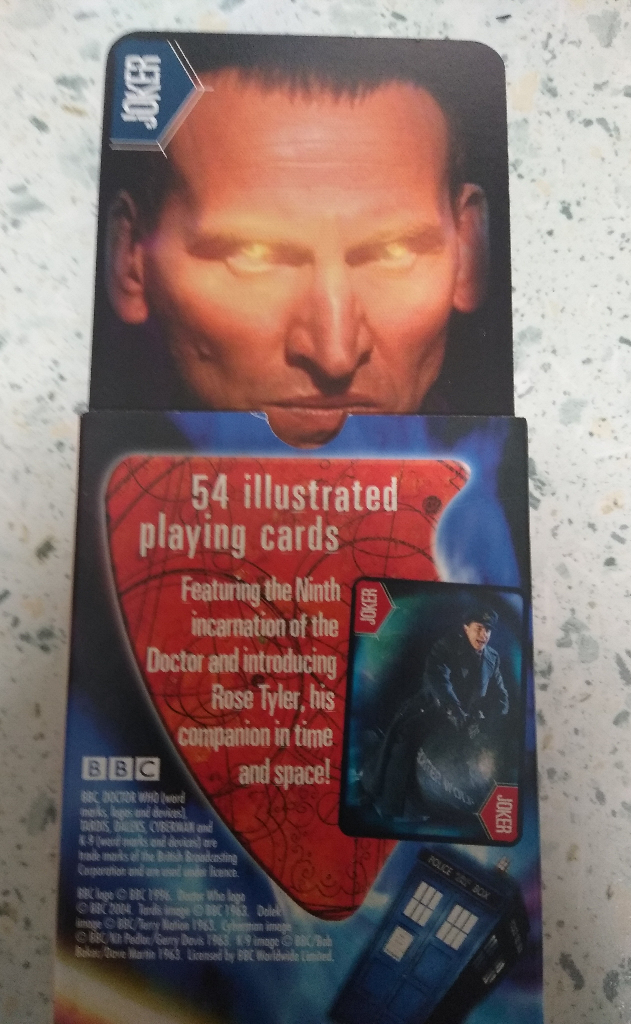 JOKER
54 illustrated
playing cards
Featuring the Ninth
incarnation of the
Doctor and introducing
Rose Tyler, his
companion in time
and space!
JOKER
JOKER
BBC
BBC, DOCTOR WHO (word
marks, logos and devices),
TARDIS, DALEKS, CYBERMAN and
K-9 (word marks and devices) are
trade marks of the British Broadcasting
Corporation and are used under licence.
BBC logo © BBC 1996. Doctor Who logo
© BBC 2004. Tardis image © BBC 1963. Dalek
image © BBC/Terry Nation 1963. Cyberman image
© BBC/Kit Pedler/Gerry Davis 1963. K-9 image © BBC/Bob
Baker/Dave Martin 1963. Licensed by BBC Worldwide Limited.
POLICE BOX